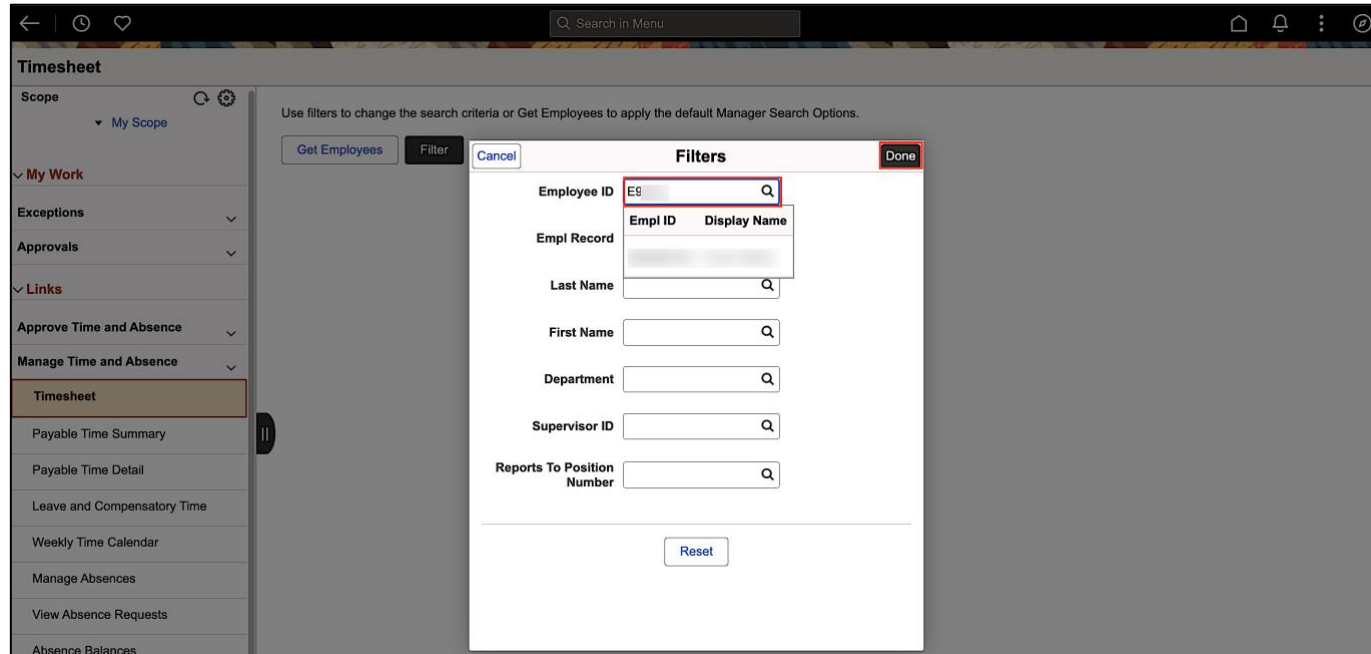 Search in Menu
Timesheet
Scope
My Scope
My Work
Exceptions
Approvals
Links
Approve Time and Absence
Manage Time and Absence
Timesheet
Payable Time Summary
Payable Time Detail
Leave and Compensatory Time
Weekly Time Calendar
Manage Absences
View Absence Requests
Absence Balances
Use filters to change the search criteria or Get Employees to apply the default Manager Search Options.
Get Employees
Filter
Cancel
Filters
Done
Employee ID
E9
Empl ID Display Name
Empl Record
Last Name
First Name
Department
Supervisor ID
Reports To Position
Number
Reset